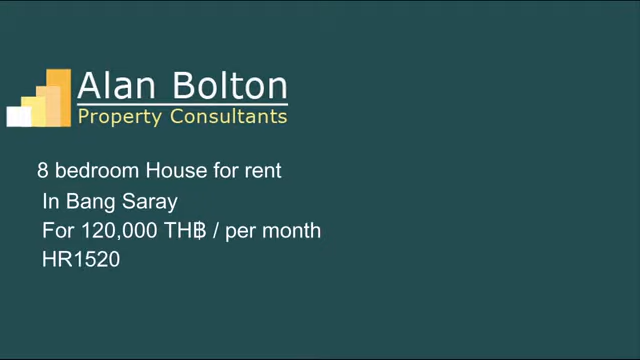 Alan Bolton
Property Consultants
8 bedroom House for rent
In Bang Saray
For 120,000 TH฿ / per month
HR1520